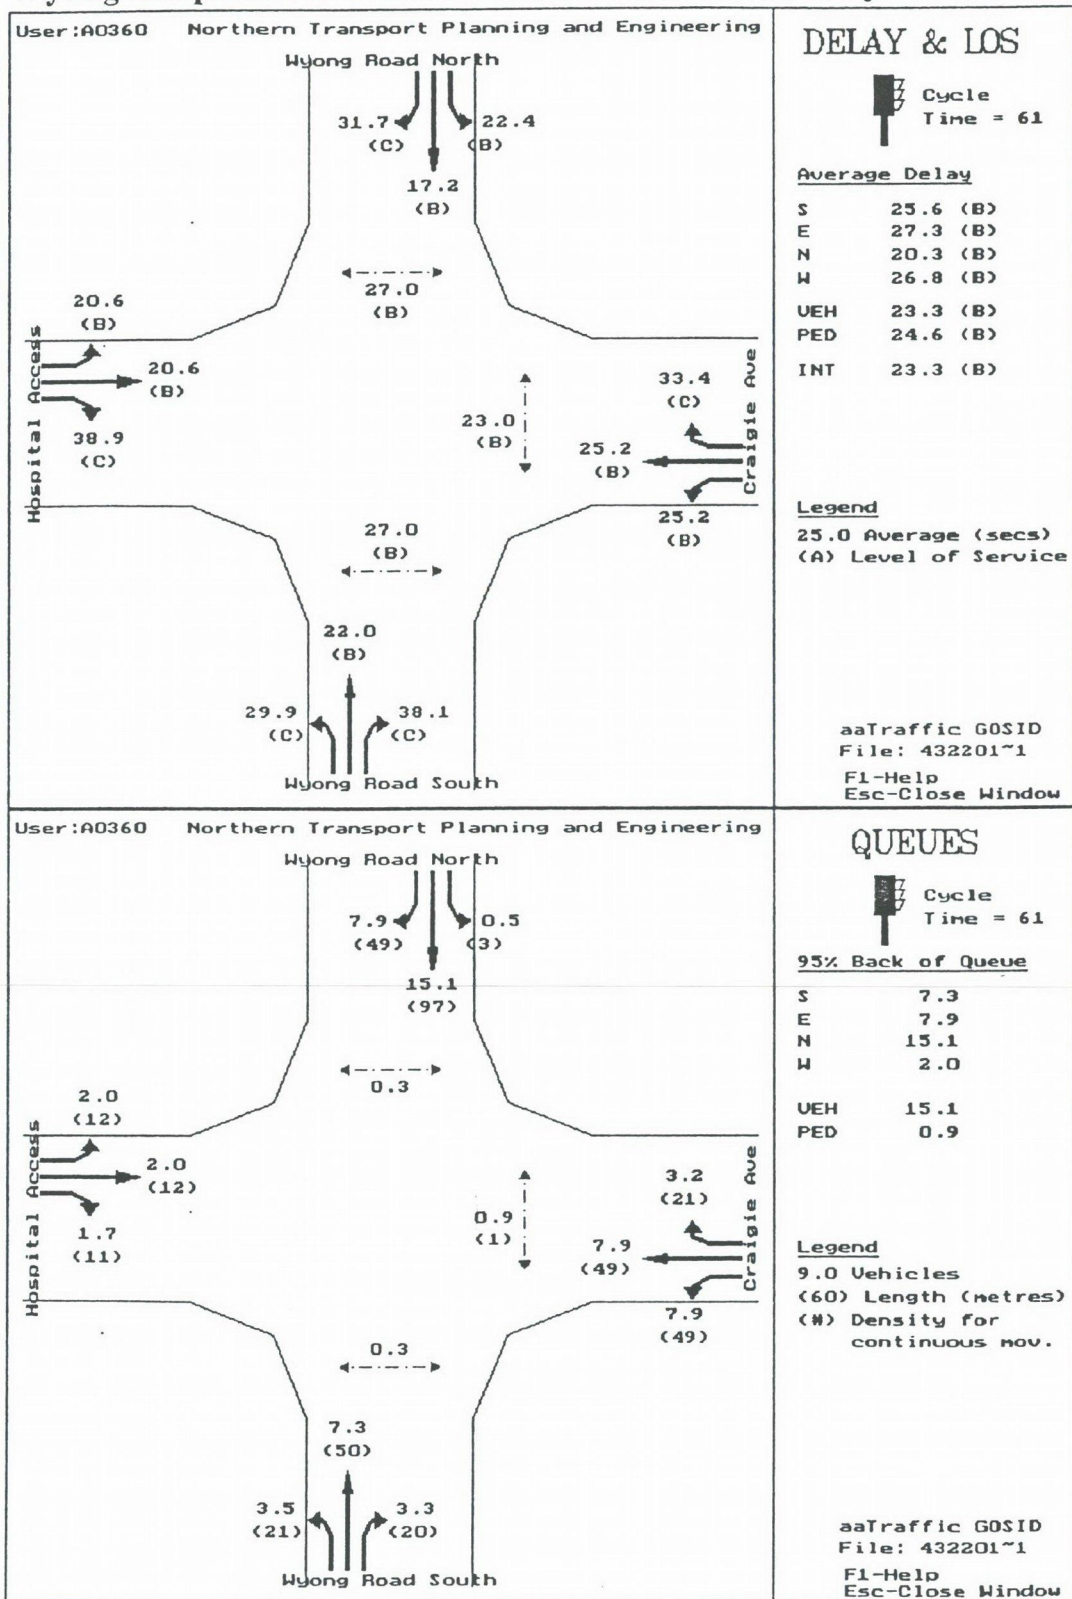 User:A0360 Northern Transport Planning and Engineering
Wyong Road North
31.7
(C)
22.4
(B)
17.2
(B)
27.0
(B)
20.6
(B)
Hospital Access
20.6
(B)
38.9
(C)
23.0
(B)
33.4
(C)
25.2
(B)
Craigie Ave
25.2
(B)
27.0
(B)
22.0
(B)
29.9
(C)
38.1
(C)
Wyong Road South
DELAY & LOS
Cycle
Time = 61
Average Delay
S 25.6 (B)
E 27.3 (B)
N 20.3 (B)
W 26.8 (B)
VEH 23.3 (B)
PED 24.6 (B)
INT 23.3 (B)
Legend
25.0 Average (secs)
(A) Level of Service
aaTraffic GOSID
File: 432201~1
F1-Help
Esc-Close Window
User:A0360 Northern Transport Planning and Engineering
Wyong Road North
7.9
(49)
0.5
(3)
15.1
(97)
0.3
2.0
(12)
Hospital Access
2.0
(12)
1.7
(11)
0.9
(1)
3.2
(21)
7.9
(49)
Craigie Ave
7.9
(49)
0.3
7.3
(50)
3.5
(21)
3.3
(20)
Wyong Road South
QUEUES
Cycle
Time = 61
95% Back of Queue
S 7.3
E 7.9
N 15.1
W 2.0
VEH 15.1
PED 0.9
Legend
9.0 Vehicles
(60) Length (metres)
(#) Density for
continuous mov.
aaTraffic GOSID
File: 432201~1
F1-Help
Esc-Close Window